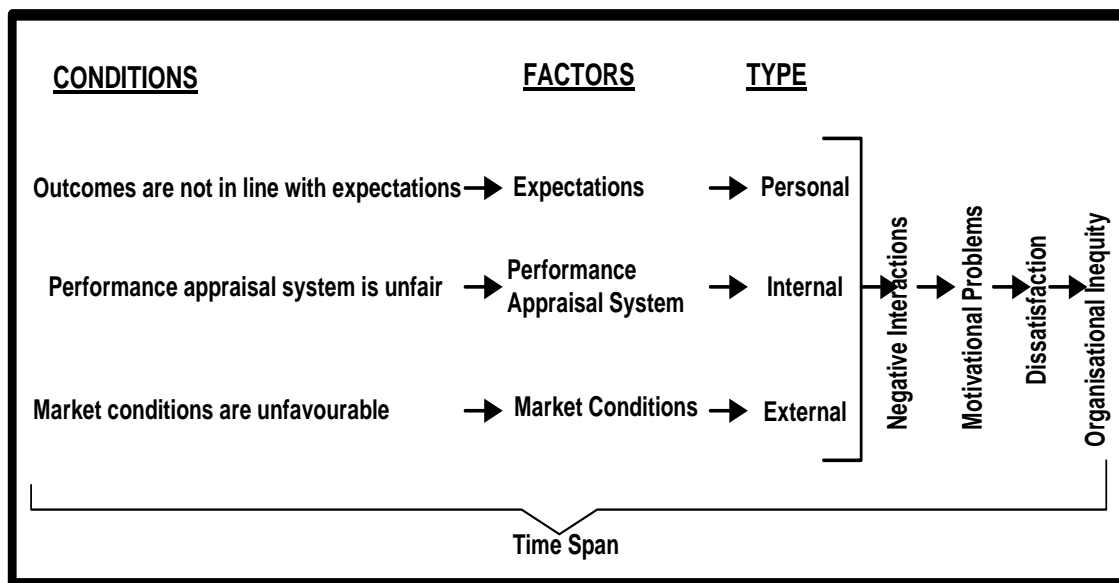 CONDITIONS FACTORS TYPE
Outcomes are not in line with expectations Expectations Personal
Performance appraisal system is unfair Performance Appraisal System Internal
Market conditions are unfavourable Market Conditions External
Negative Interactions
Motivational Problems
Dissatisfaction
Organisational Inequity
Time Span